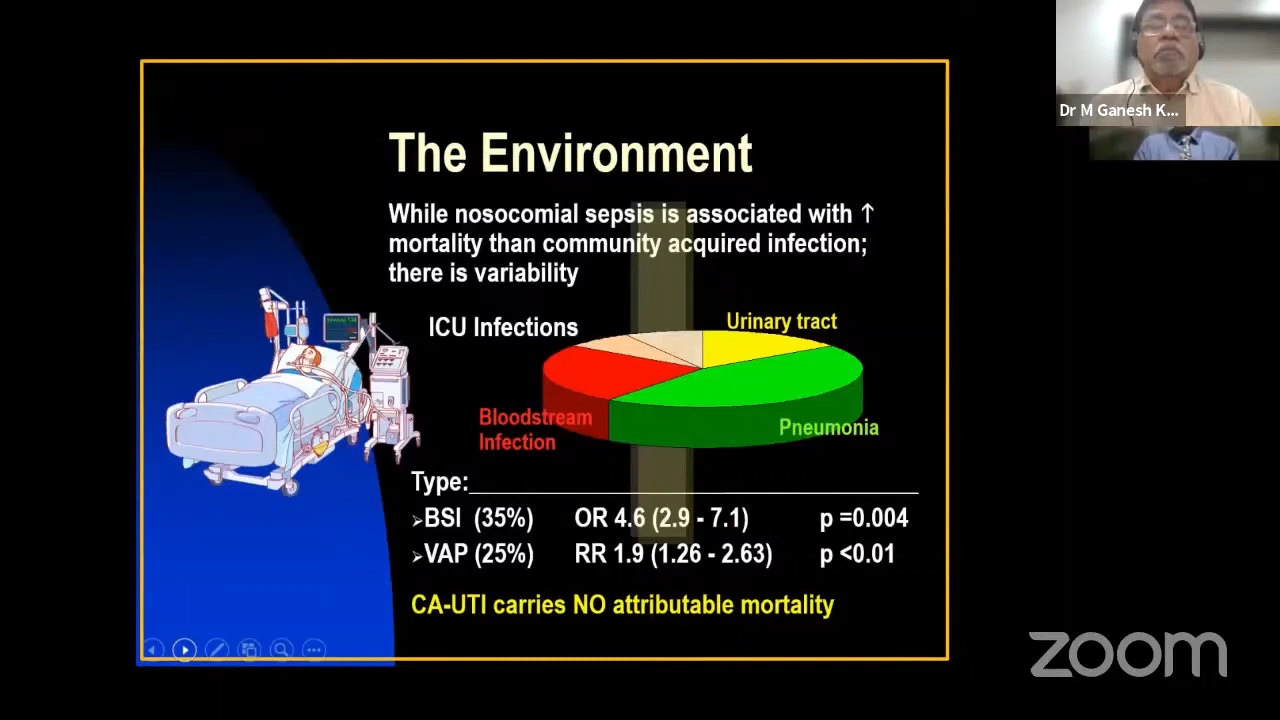 Dr M Ganesh K...
The Environment
While nosocomial sepsis is associated with ↑
mortality than community acquired infection;
there is variability
ICU Infections
Urinary tract
Bloodstream
Infection
Pneumonia
Type:
➢BSI (35%) OR 4.6 (2.9 - 7.1) p =0.004
➢VAP (25%) RR 1.9 (1.26 - 2.63) p <0.01
CA-UTI carries NO attributable mortality
zoom